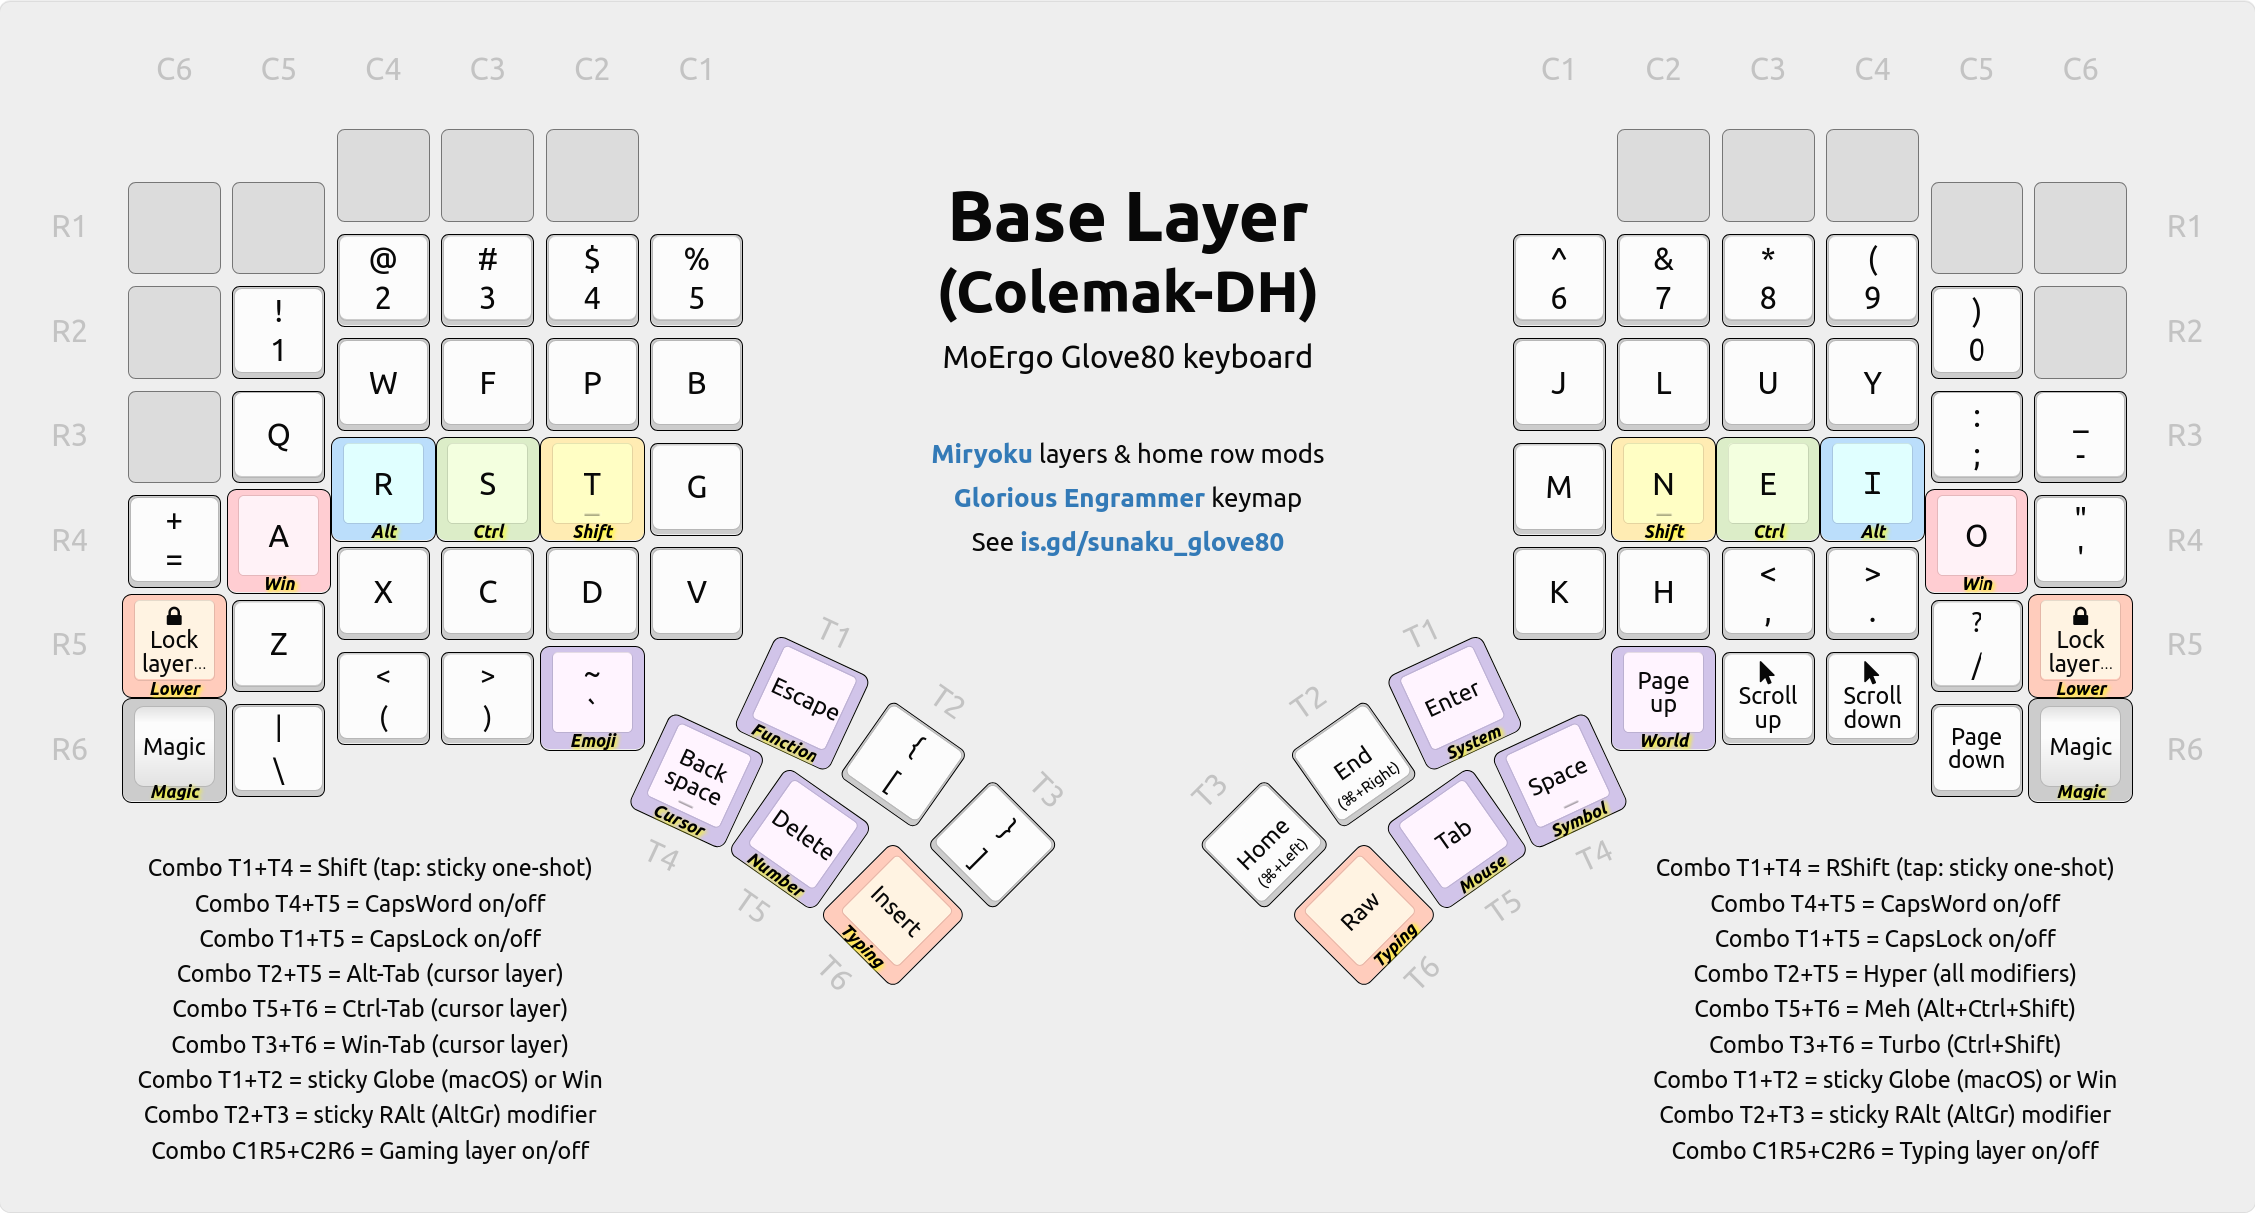 C6 C5 C4 C3 C2 C1
C1 C2 C3 C4 C5 C6
R1
R1
Base Layer
(Colemak-DH)
MoErgo Glove80 keyboard
Miryoku layers & home row mods
Glorious Engrammer keymap
See is.gd/sunaku_glove80
@ # $ %
2 3 4 5
^ & * (
6 7 8 9
R2
!
1
)
0
R2
W F P B
J L U Y
R3
Q
:
;
_
-
R3
R
Alt
S
Ctrl
T
_
Shift
G
M
N
_
Shift
E
Ctrl
I
Alt
R4
+
=
A
Win
O
Win
"
'
R4
X C D V
K H
<
,
>
.
R5
Lock
layer...
Lower
Z
?
/
Lock
layer...
Lower
R5
<
(
>
)
~
`
Emoji
Page
up
World
Scroll
up
Scroll
down
R6
Magic
Magic
|
\
Page
down
Magic
Magic
R6
T1
Escape
Function
T2
{
[
T3
}
]
Back
space
_
Cursor
T4
Delete
Number
T5
Insert
Typing
T6
T1
Enter
System
T2
End
(⌘+Right)
T3
Home
(⌘+Left)
Space
_
Symbol
T4
Tab
Mouse
T5
Raw
Typing
T6
Combo T1+T4 = Shift (tap: sticky one-shot)
Combo T4+T5 = CapsWord on/off
Combo T1+T5 = CapsLock on/off
Combo T2+T5 = Alt-Tab (cursor layer)
Combo T5+T6 = Ctrl-Tab (cursor layer)
Combo T3+T6 = Win-Tab (cursor layer)
Combo T1+T2 = sticky Globe (macOS) or Win
Combo T2+T3 = sticky RAlt (AltGr) modifier
Combo C1R5+C2R6 = Gaming layer on/off
Combo T1+T4 = RShift (tap: sticky one-shot)
Combo T4+T5 = CapsWord on/off
Combo T1+T5 = CapsLock on/off
Combo T2+T5 = Hyper (all modifiers)
Combo T5+T6 = Meh (Alt+Ctrl+Shift)
Combo T3+T6 = Turbo (Ctrl+Shift)
Combo T1+T2 = sticky Globe (macOS) or Win
Combo T2+T3 = sticky RAlt (AltGr) modifier
Combo C1R5+C2R6 = Typing layer on/off